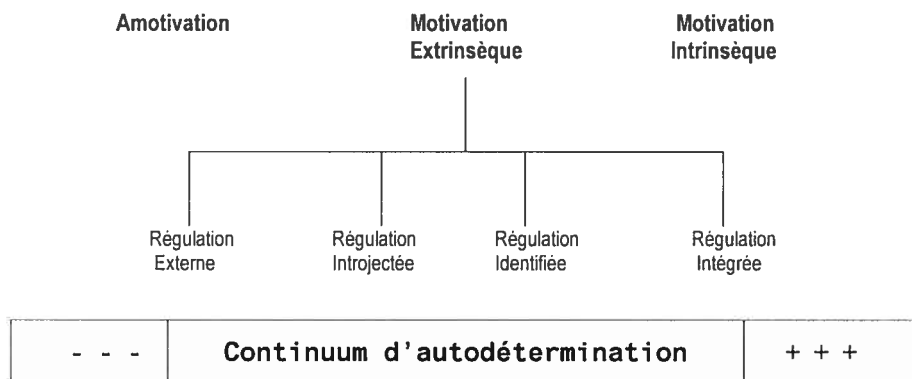 Amotivation
Motivation
Extrinsèque
Motivation
Intrinsèque
Régulation
Externe
Régulation
Introjectée
Régulation
Identifiée
Régulation
Intégrée
- - - Continuum d'autodétermination + + +